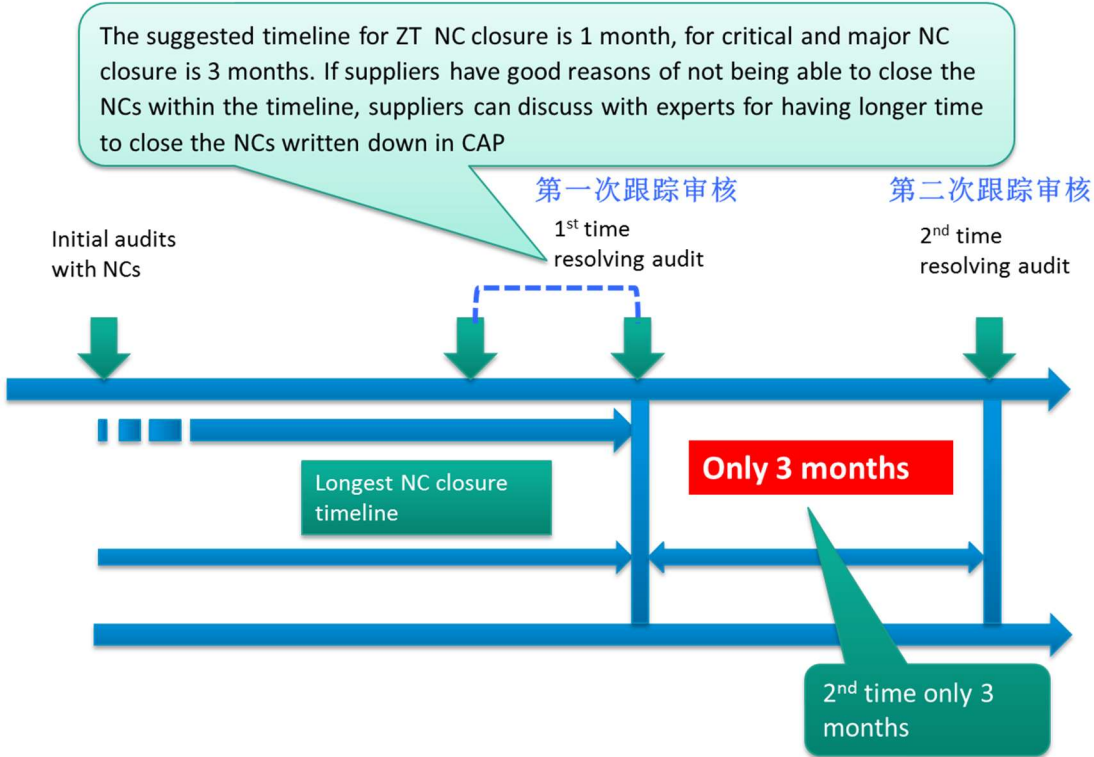 The suggested timeline for ZT NC closure is 1 month, for critical and major NC
closure is 3 months. If suppliers have good reasons of not being able to close the
NCs within the timeline, suppliers can discuss with experts for having longer time
to close the NCs written down in CAP
第一次跟踪审核
第二次跟踪审核
Initial audits
with NCs
1st time
resolving audit
2nd time
resolving audit
Longest NC closure
timeline
Only 3 months
2nd time only 3
months